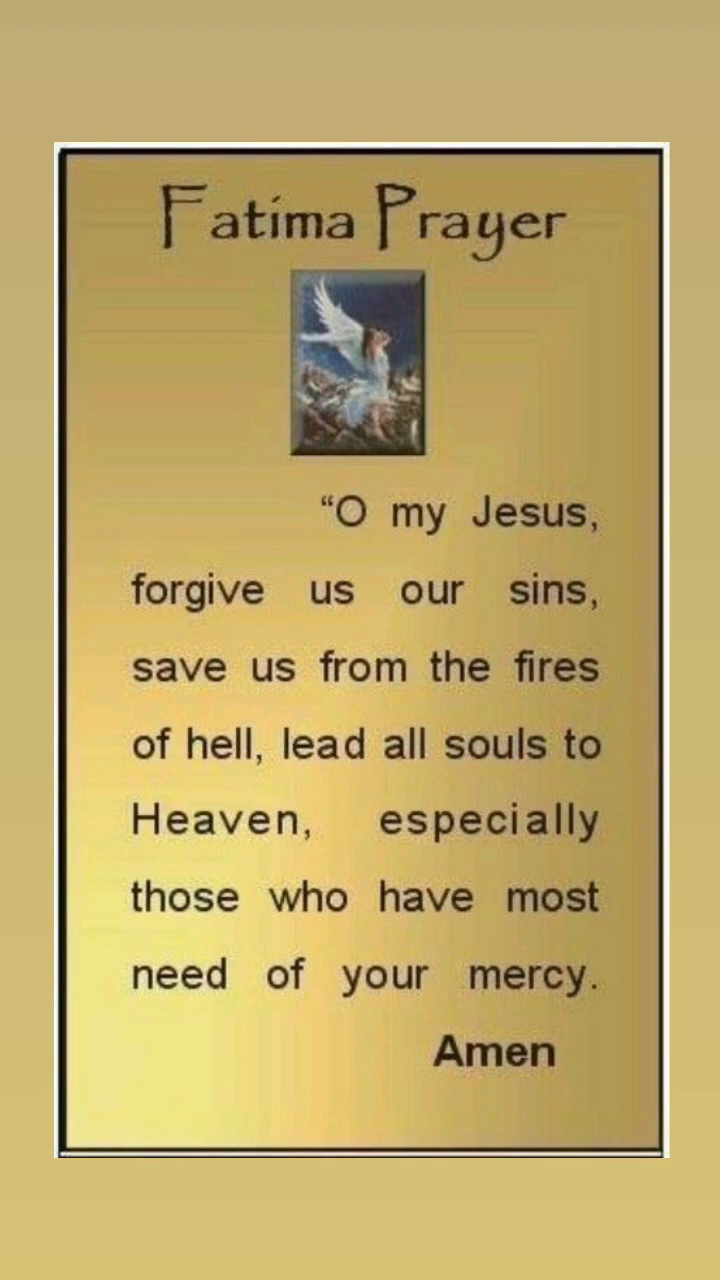 Fatima Prayer
“O my Jesus,
forgive us our sins,
save us from the fires
of hell, lead all souls to
Heaven, especially
those who have most
need of your mercy.
Amen